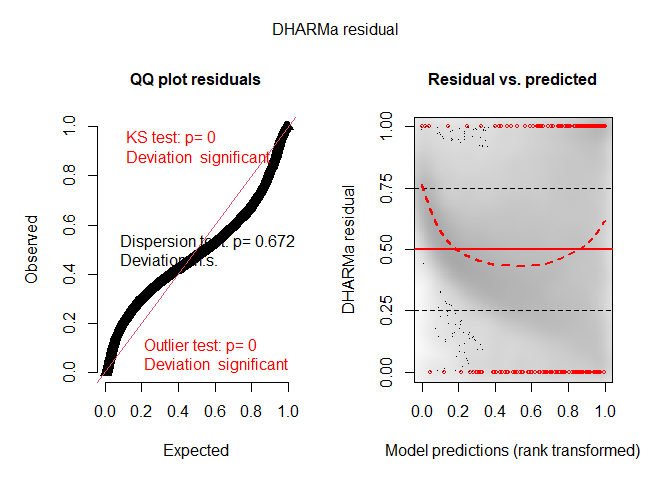 DHARMa residual
QQ plot residuals
KS test: p= 0
Deviation significant
Dispersion test: p= 0.672
Deviation n.s.
Outlier test: p= 0
Deviation significant
Observed
0.0 0.2 0.4 0.6 0.8 1.0
0.0 0.2 0.4 0.6 0.8 1.0
Expected
Residual vs. predicted
DHARMa residual
0.00 0.25 0.50 0.75 1.00
0.0 0.2 0.4 0.6 0.8 1.0
Model predictions (rank transformed)